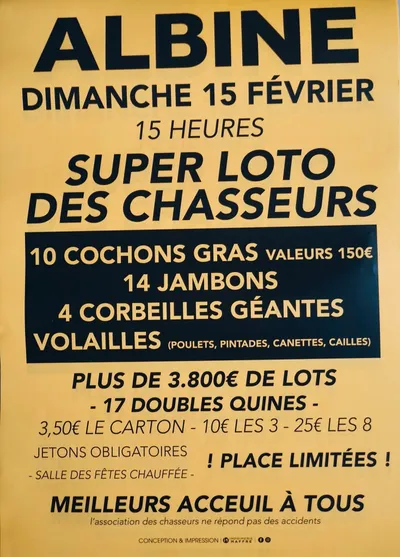 ALBINE
DIMANCHE 15 FÉVRIER
15 HEURES
SUPER LOTO
DES CHASSEURS
10 COCHONS GRAS VALEURS 150€
14 JAMBONS
4 CORBEILLES GÉANTES
VOLAILLES (POULETS, PINTADES, CANETTES, CAILLES)
PLUS DE 3.800€ DE LOTS
- 17 DOUBLES QUINES -
3,50€ LE CARTON - 10€ LES 3 - 25€ LES 8
JETONS OBLIGATOIRES
- SALLE DES FÊTES CHAUFFÉE -
! PLACE LIMITÉES !
MEILLEURS ACCEUIL À TOUS
l'association des chasseurs ne répond pas des accidents
CONCEPTION & IMPRESSION